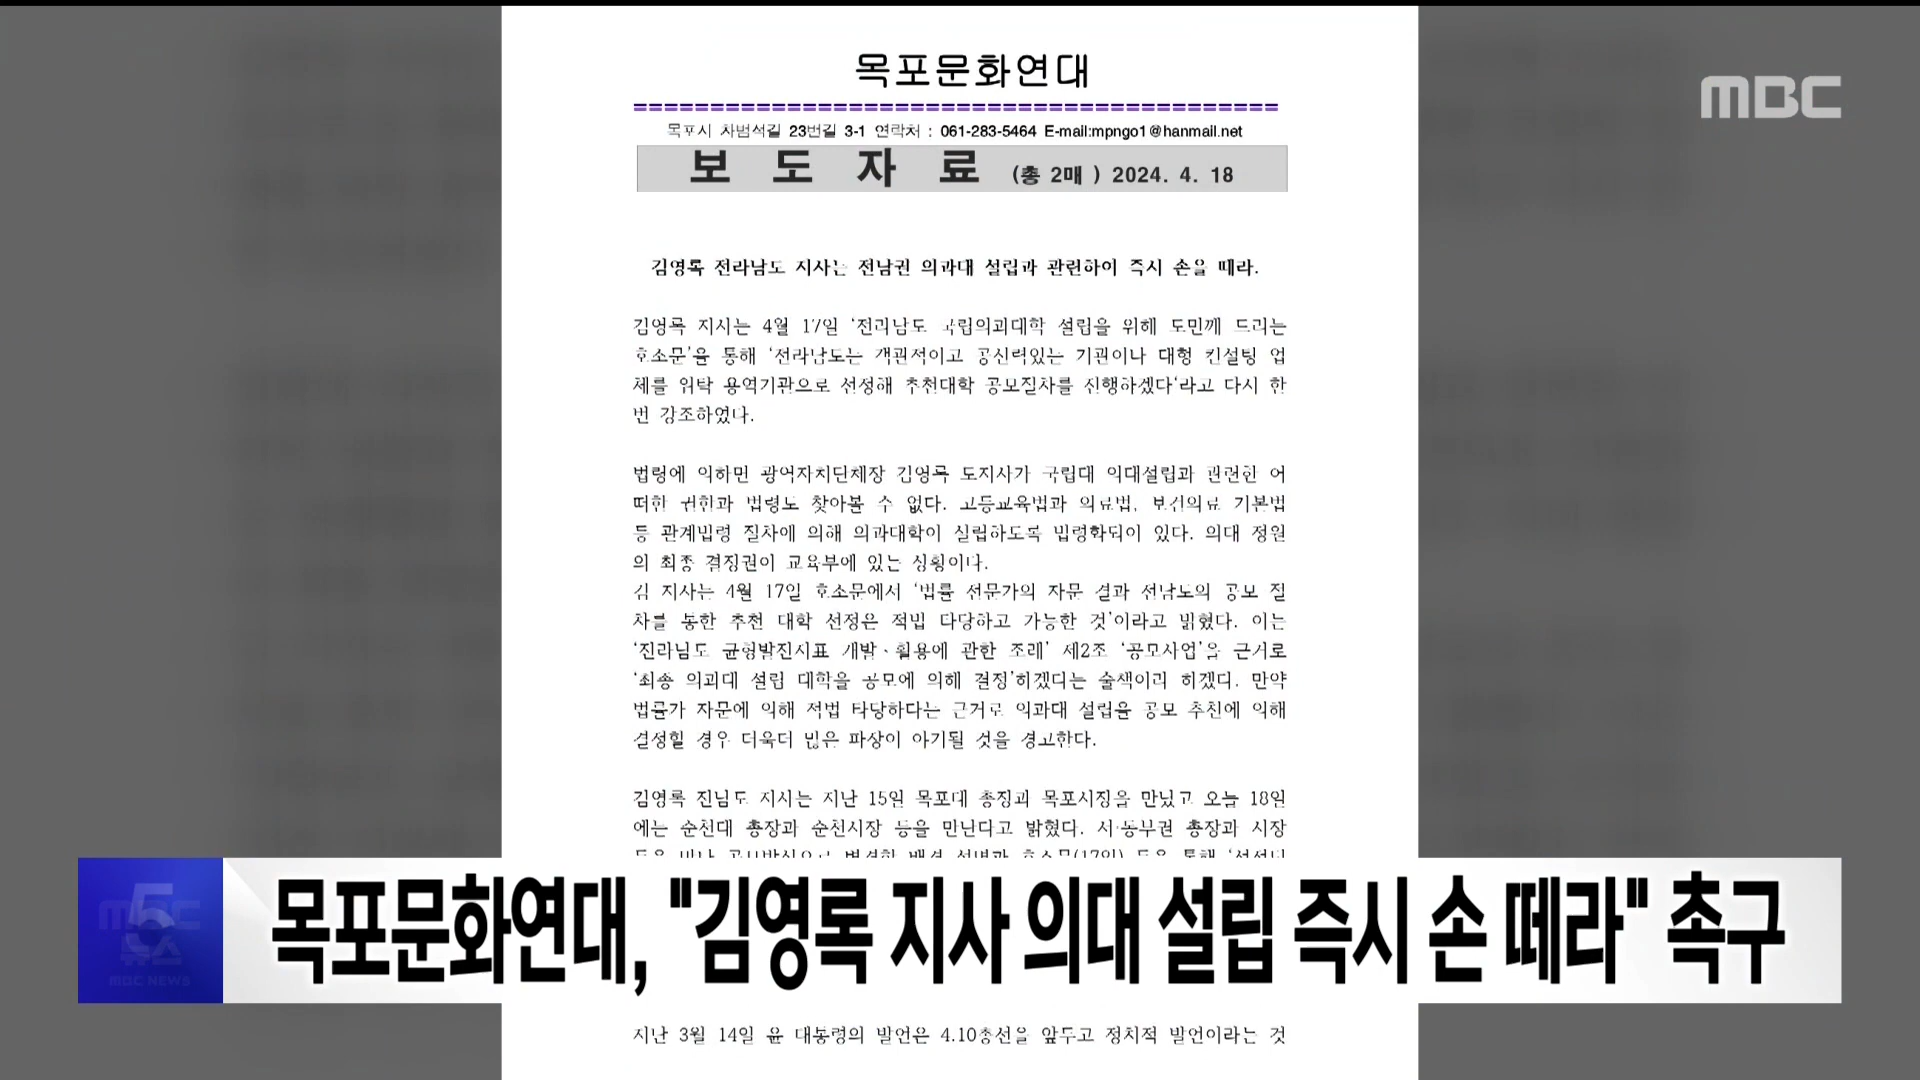 목포문화연대
MBC
목포시 차범석길 23번길 3-1 연락처 : 061-283-5464 E-mail:mpngo1@hanmail.net
보 도 자 료 (총 2매 ) 2024. 4. 18
김영록 전라남도 지사는 전남권 의과대 설립과 관련하여 즉시 손을 떼라.
김영록 지사는 4월 17일 '전라남도 국립의과대학 설립을 위해 도민께 드리는
호소문'을 통해 '전라남도는 객관적이고 공신력있는 기관이나 대형 컨설팅 업
체를 위탁 용역기관으로 선정해 추천대학 공모절차를 진행하겠다'라고 다시 한
번 강조하였다.
법령에 의하면 광역자치단체장 김영록 도지사가 국립대 의대설립과 관련한 어
떠한 권한과 법령도 찾아볼 수 없다. 고등교육법과 의료법, 보건의료 기본법
등 관계법령 절차에 의해 의과대학이 설립하도록 법령화되어 있다. 의대 정원
의 최종 결정권이 교육부에 있는 상황이다.
김 지사는 4월 17일 호소문에서 '법률 전문가의 자문 결과 전남도의 공모 절
차를 통한 추천 대학 선정은 적법 타당하고 가능한 것'이라고 밝혔다. 이는
'전라남도 균형발전지표 개발·활용에 관한 조례' 제2조 '공모사업'을 근거로
'최종 의과대 설립 대학을 공모에 의해 결정'하겠다는 술책이라 하겠다. 만약
법률가 자문에 의해 적법 타당하다는 근거로 의과대 설립을 공모 추천에 의해
결정할 경우 더욱더 많은 파상이 야기될 것을 경고한다.
김영록 전남도 지사는 지난 15일 목포대 총장과 목포시장을 만났고 오늘 18일
에는 순천대 총장과 순천시장 등을 만난다고 밝혔다. 서·동부권 총장과 시장
5
MBC NEWS
목포문화연대, "김영록 지사 의대 설립 즉시 손 떼라" 촉구
지난 3월 14일 윤 대통령의 발언은 4.10총선을 앞두고 정치적 발언이라는 것